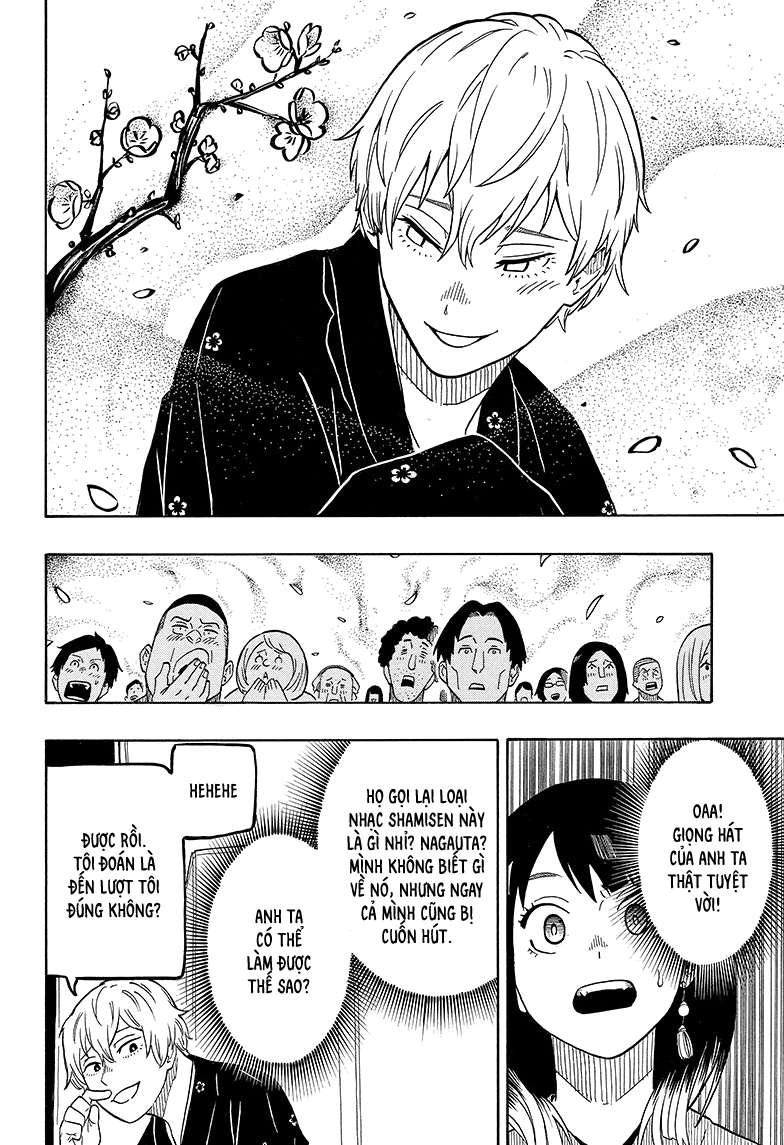 OAA!
GIỌNG HÁT
CỦA ANH TA
THẬT TUYỆT
VỜI!
HỌ GỌI LẠI LOẠI
NHẠC SHAMISEN NÀY
LÀ GÌ NHỈ? NAGAUTA?
MÌNH KHÔNG BIẾT GÌ
VỀ NÓ, NHƯNG NGAY
CẢ MÌNH CŨNG BỊ
CUỐN HÚT.
ANH TA
CÓ THỂ
LÀM ĐƯỢC
THẾ SAO?
HEHEHE
ĐƯỢC RỒI.
TÔI ĐOÁN LÀ
ĐẾN LƯỢT TÔI
ĐÚNG KHÔNG?